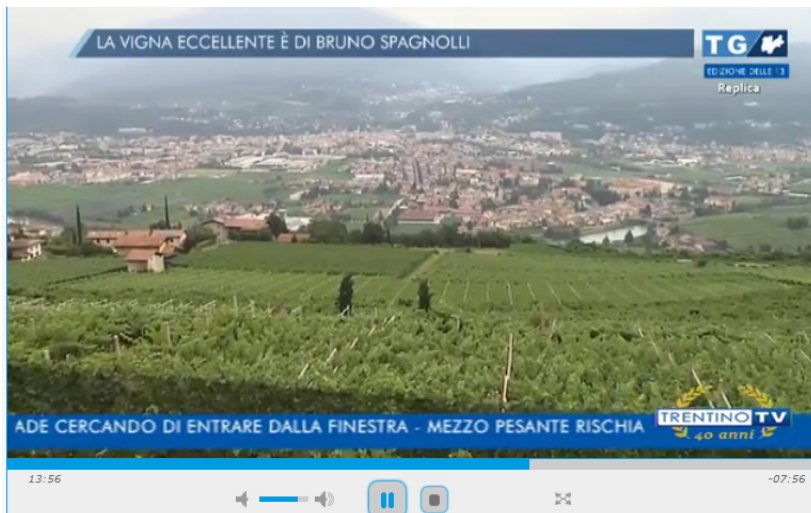 LA VIGNA ECCELLENTE È DI BRUNO SPAGNOLLI
TG
EDIZIONE DELLE 13
Replica
ADE CERCANDO DI ENTRARE DALLA FINESTRA - MEZZO PESANTE RISCHIA
TRENTINO TV
40 anni
13:56
-07:56